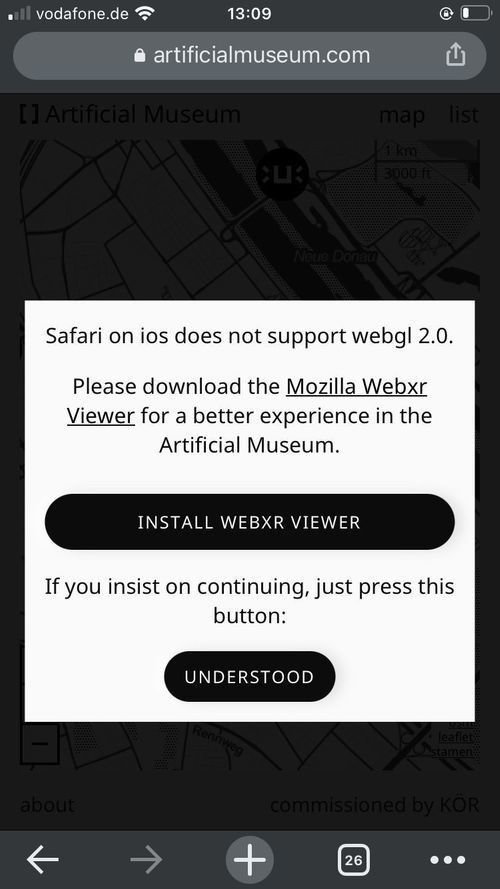 vodafone.de 13:09
artificialmuseum.com
[ ] Artificial Museum map list
1 km
3000 ft
Neue Donau
Safari on ios does not support webgl 2.0.
Please download the Mozilla Webxr
Viewer for a better experience in the
Artificial Museum.
INSTALL WEBXR VIEWER
If you insist on continuing, just press this
button:
UNDERSTOOD
Rennweg
leaflet
stamen
about commissioned by KÖR
26